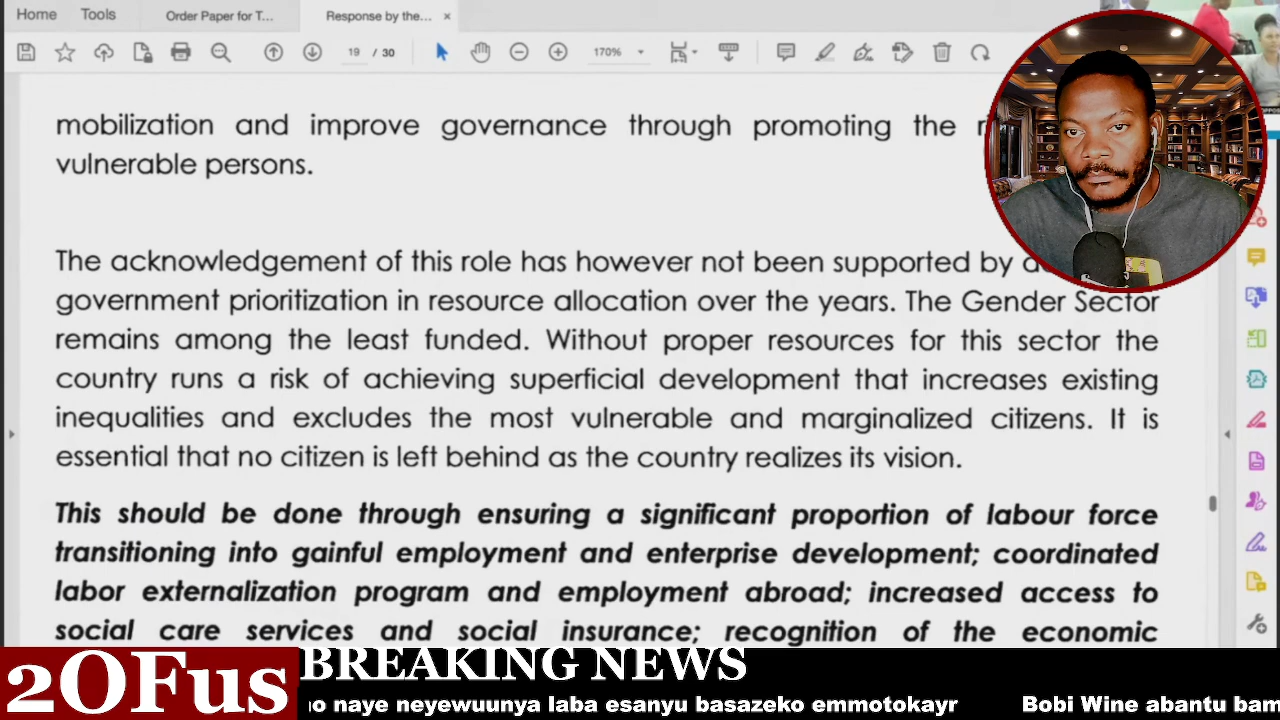 Home Tools Order Paper for T... Response by the... ×
19 / 30 170%
mobilization and improve governance through promoting the
vulnerable persons.
The acknowledgement of this role has however not been supported by
government prioritization in resource allocation over the years. The Gender Sector
remains among the least funded. Without proper resources for this sector the
country runs a risk of achieving superficial development that increases existing
inequalities and excludes the most vulnerable and marginalized citizens. It is
essential that no citizen is left behind as the country realizes its vision.
This should be done through ensuring a significant proportion of labour force
transitioning into gainful employment and enterprise development; coordinated
labor externalization program and employment abroad; increased access to
social care services and social insurance; recognition of the economic
BREAKING NEWS
2OFus
naye neyewuunya laba esanyu basazeko emmotokayr Bobi Wine abantu bam